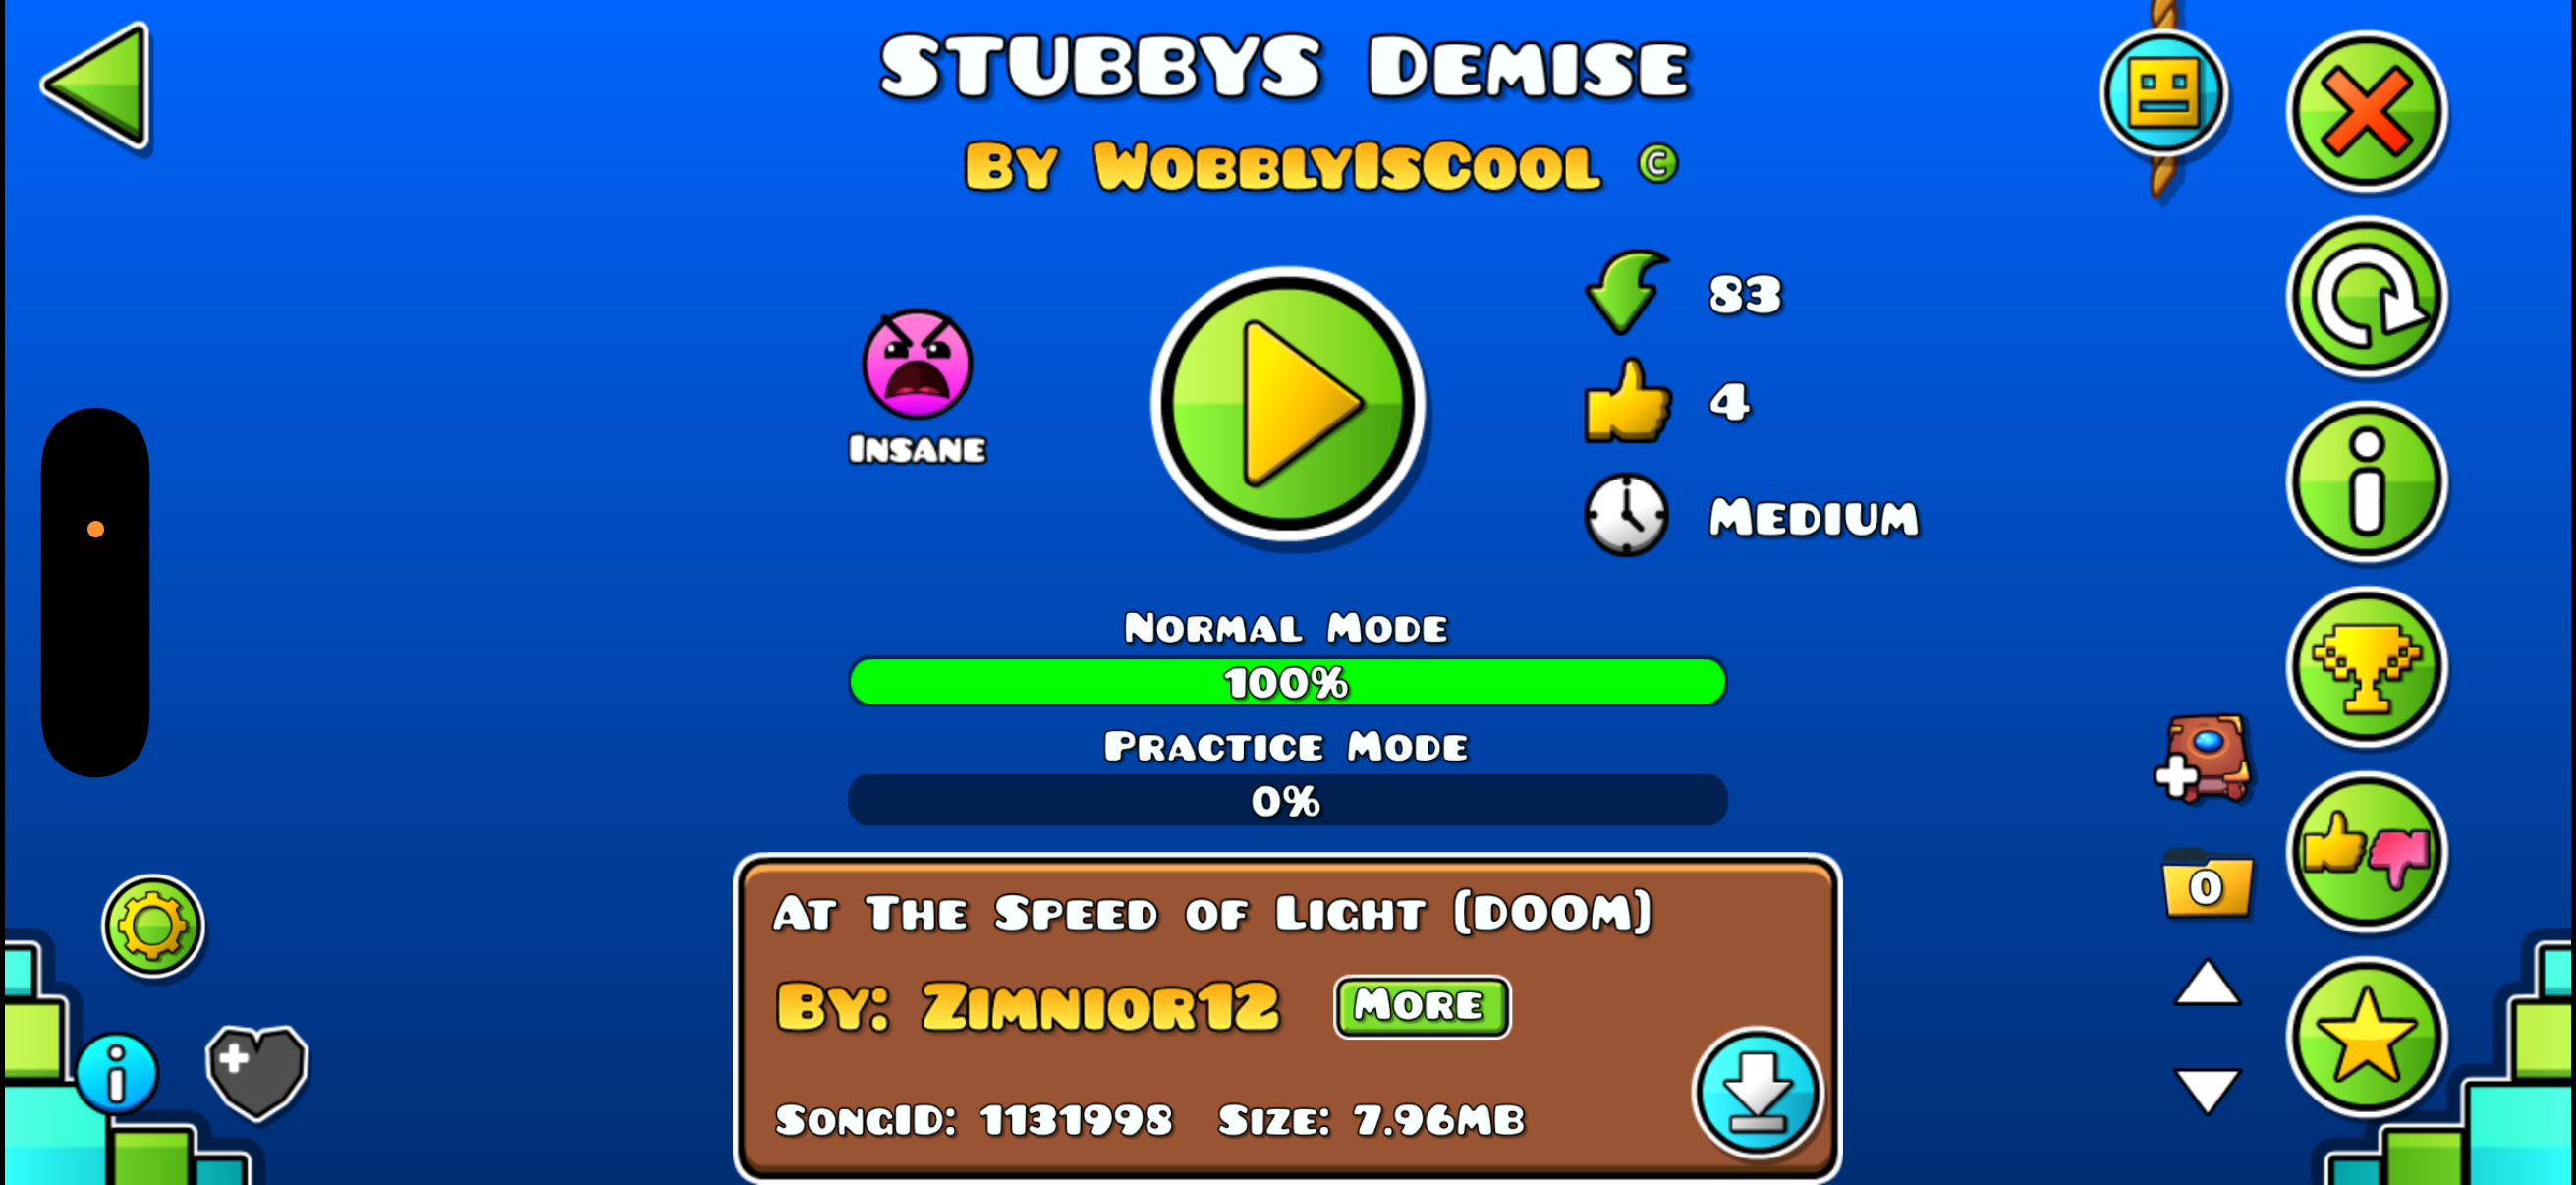 STUBBYS Demise
By WobblyIsCool
C
83
Insane
4
Medium
Normal Mode
100%
Practice Mode
0%
0
At The Speed of Light (DOOM)
By: Zimnior12
More
SongID: 1131998 Size: 7.96MB